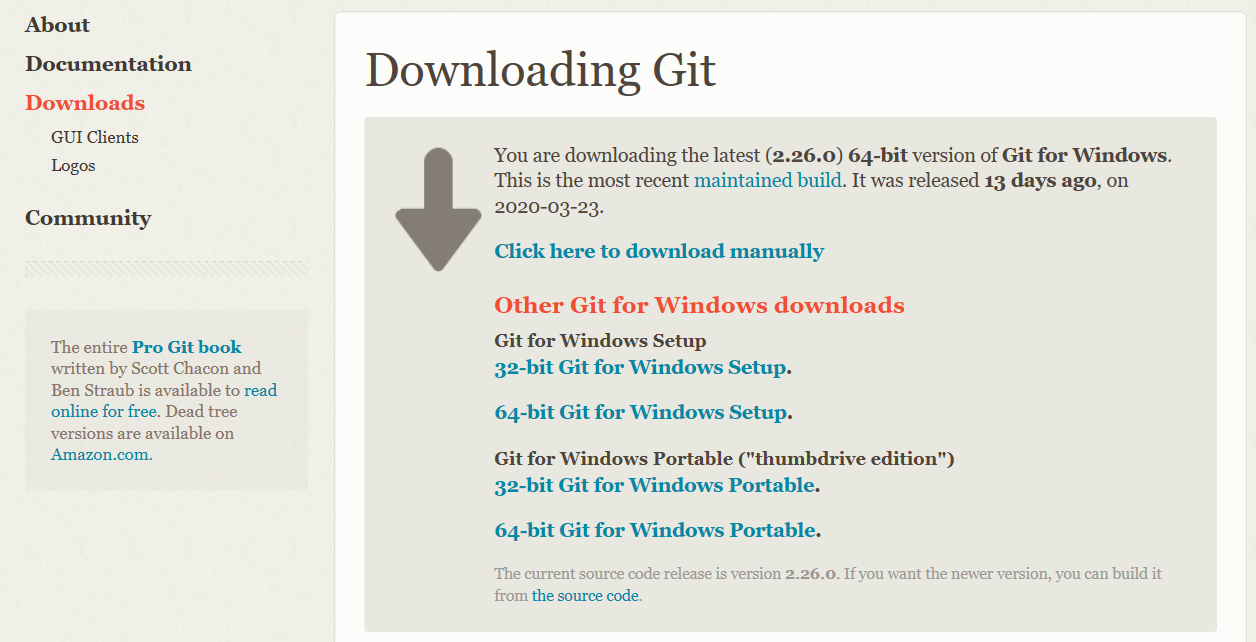 About
Documentation
Downloads
GUI Clients
Logos
Community
The entire Pro Git book
written by Scott Chacon and
Ben Straub is available to read
online for free. Dead tree
versions are available on
Amazon.com.
Downloading Git
You are downloading the latest (2.26.0) 64-bit version of Git for Windows.
This is the most recent maintained build. It was released 13 days ago, on
2020-03-23.
Click here to download manually
Other Git for Windows downloads
Git for Windows Setup
32-bit Git for Windows Setup.
64-bit Git for Windows Setup.
Git for Windows Portable ("thumbdrive edition")
32-bit Git for Windows Portable.
64-bit Git for Windows Portable.
The current source code release is version 2.26.0. If you want the newer version, you can build it
from the source code.